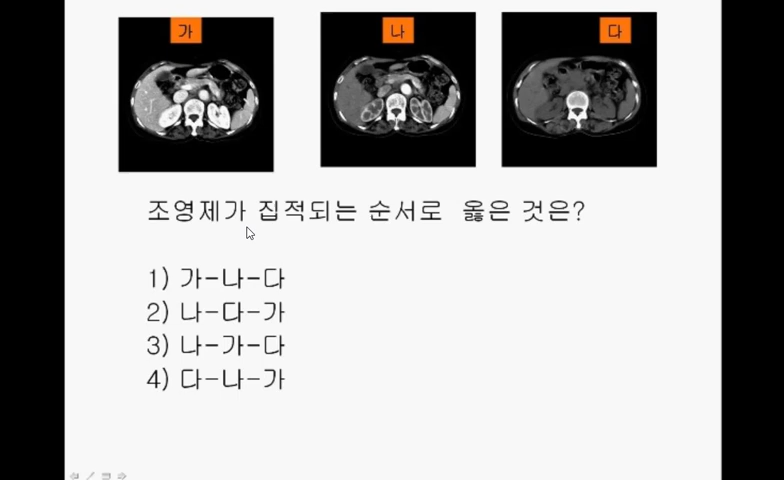 가 나 다
조영제가 집적되는 순서로 옳은 것은?
1) 가-나-다
2) 나-다-가
3) 나-가-다
4) 다-나-가